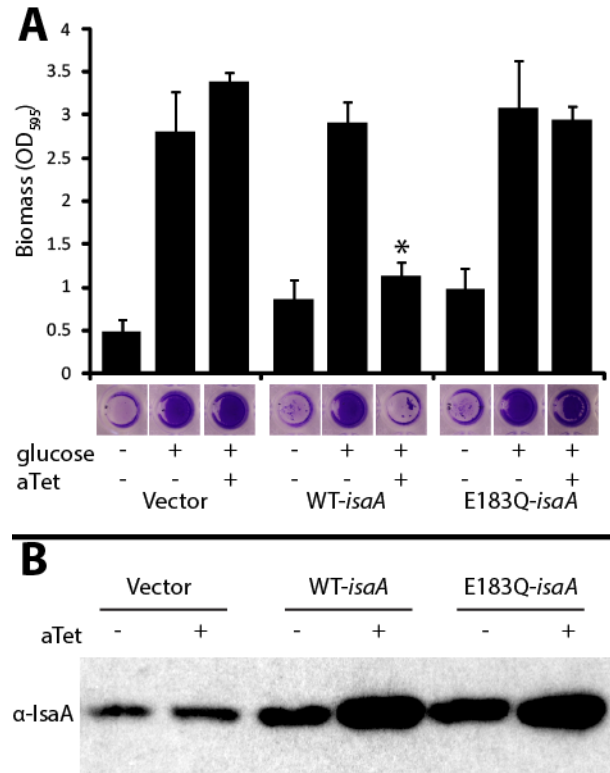 A
Biomass (OD595)
4
3.5
3
2.5
2
1.5
1
0.5
0
*
glucose - + + - + + - + +
aTet - - + - - + - - +
Vector WT-isaA E183Q-isaA
B
Vector WT-isaA E183Q-isaA
aTet - + - + - +
α-IsaA